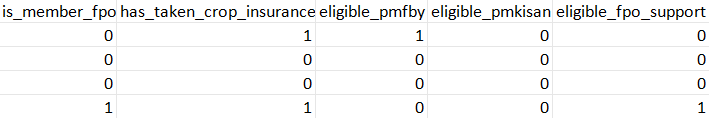 is_member_fpo has_taken_crop_insurance eligible_pmfby eligible_pmkisan eligible_fpo_support
0 1 1 0 0
0 0 0 0 0
0 0 0 0 0
1 1 0 0 1